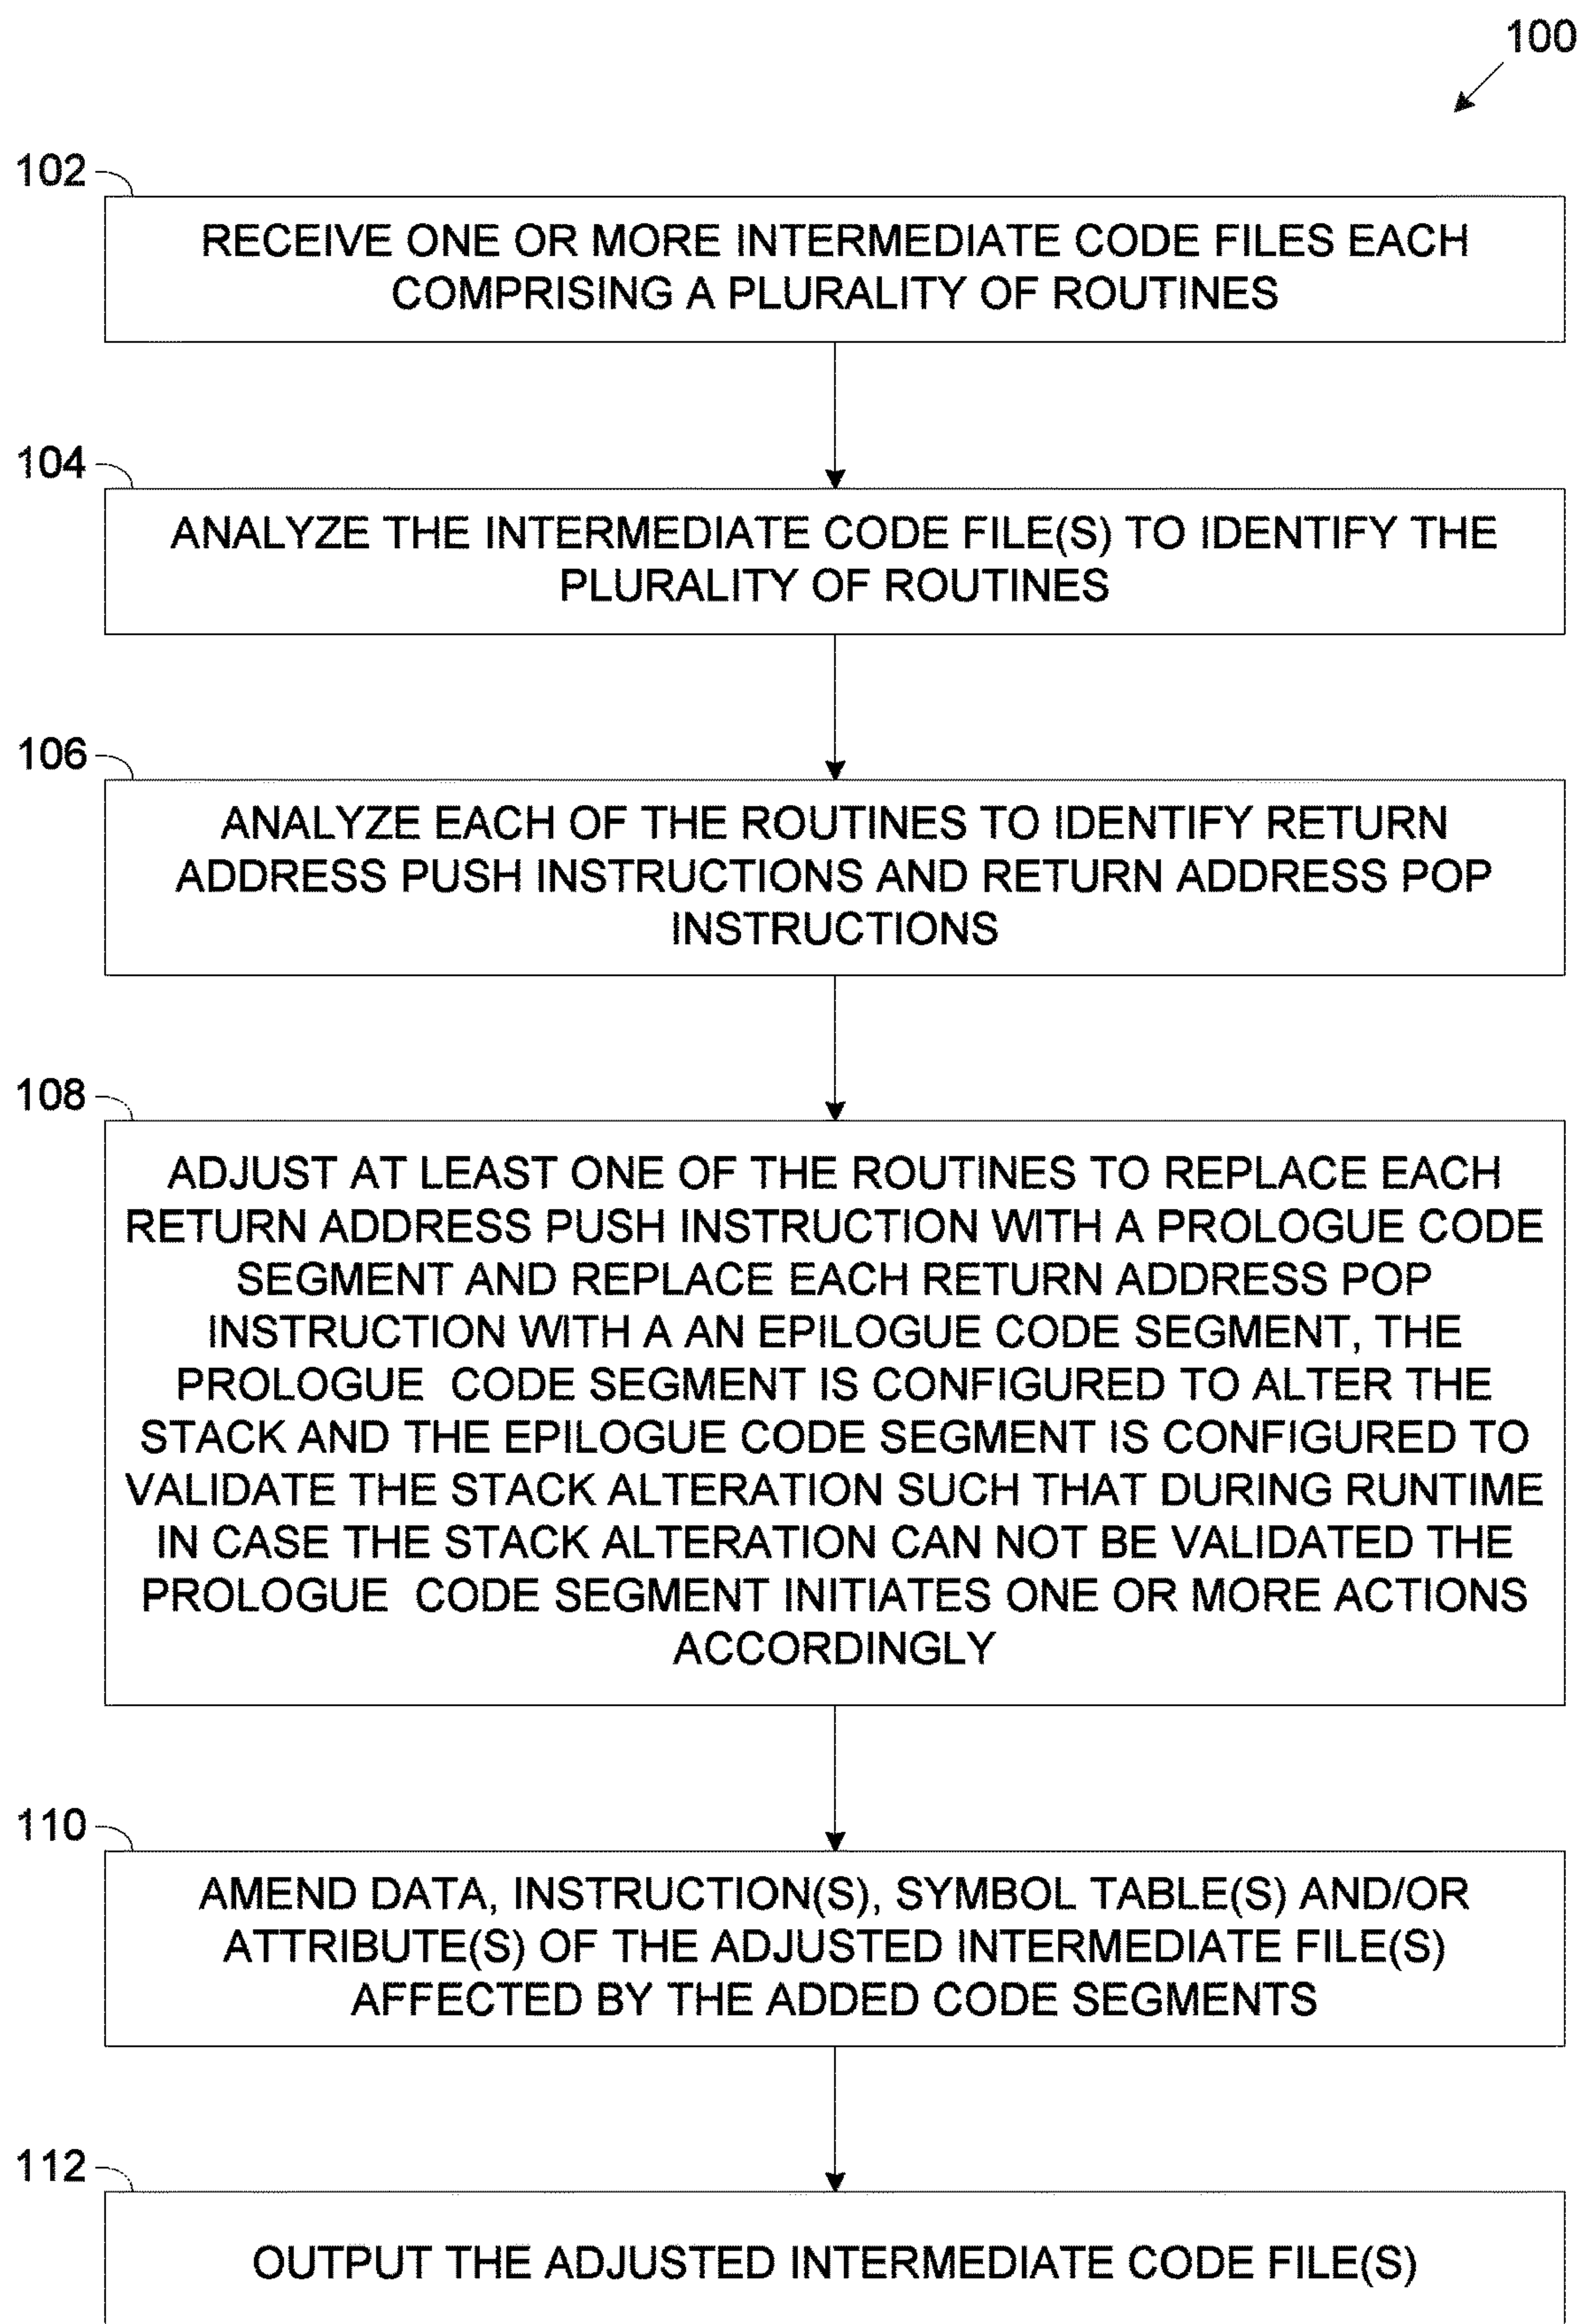 100
102
RECEIVE ONE OR MORE INTERMEDIATE CODE FILES EACH
COMPRISING A PLURALITY OF ROUTINES
104
ANALYZE THE INTERMEDIATE CODE FILE(S) TO IDENTIFY THE
PLURALITY OF ROUTINES
106
ANALYZE EACH OF THE ROUTINES TO IDENTIFY RETURN
ADDRESS PUSH INSTRUCTIONS AND RETURN ADDRESS POP
INSTRUCTIONS
108
ADJUST AT LEAST ONE OF THE ROUTINES TO REPLACE EACH
RETURN ADDRESS PUSH INSTRUCTION WITH A PROLOGUE CODE
SEGMENT AND REPLACE EACH RETURN ADDRESS POP
INSTRUCTION WITH A AN EPILOGUE CODE SEGMENT, THE
PROLOGUE CODE SEGMENT IS CONFIGURED TO ALTER THE
STACK AND THE EPILOGUE CODE SEGMENT IS CONFIGURED TO
VALIDATE THE STACK ALTERATION SUCH THAT DURING RUNTIME
IN CASE THE STACK ALTERATION CAN NOT BE VALIDATED THE
PROLOGUE CODE SEGMENT INITIATES ONE OR MORE ACTIONS
ACCORDINGLY
110
AMEND DATA, INSTRUCTION(S), SYMBOL TABLE(S) AND/OR
ATTRIBUTE(S) OF THE ADJUSTED INTERMEDIATE FILE(S)
AFFECTED BY THE ADDED CODE SEGMENTS
112
OUTPUT THE ADJUSTED INTERMEDIATE CODE FILE(S)